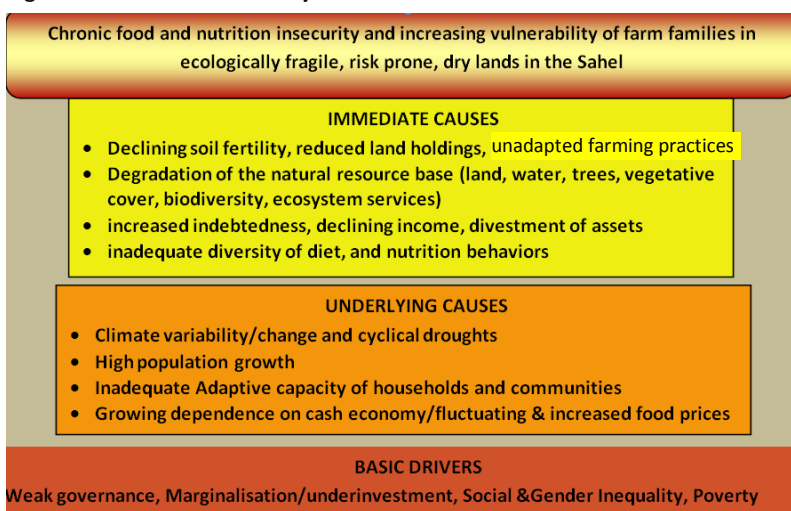 Chronic food and nutrition insecurity and increasing vulnerability of farm families in
ecologically fragile, risk prone, dry lands in the Sahel
IMMEDIATE CAUSES
• Declining soil fertility, reduced land holdings, unadapted farming practices
• Degradation of the natural resource base (land, water, trees, vegetative
cover, biodiversity, ecosystem services)
• increased indebtedness, declining income, divestment of assets
• inadequate diversity of diet, and nutrition behaviors
UNDERLYING CAUSES
• Climate variability/change and cyclical droughts
• High population growth
• Inadequate Adaptive capacity of households and communities
• Growing dependence on cash economy/fluctuating & increased food prices
BASIC DRIVERS
Weak governance, Marginalisation/underinvestment, Social &Gender Inequality, Poverty